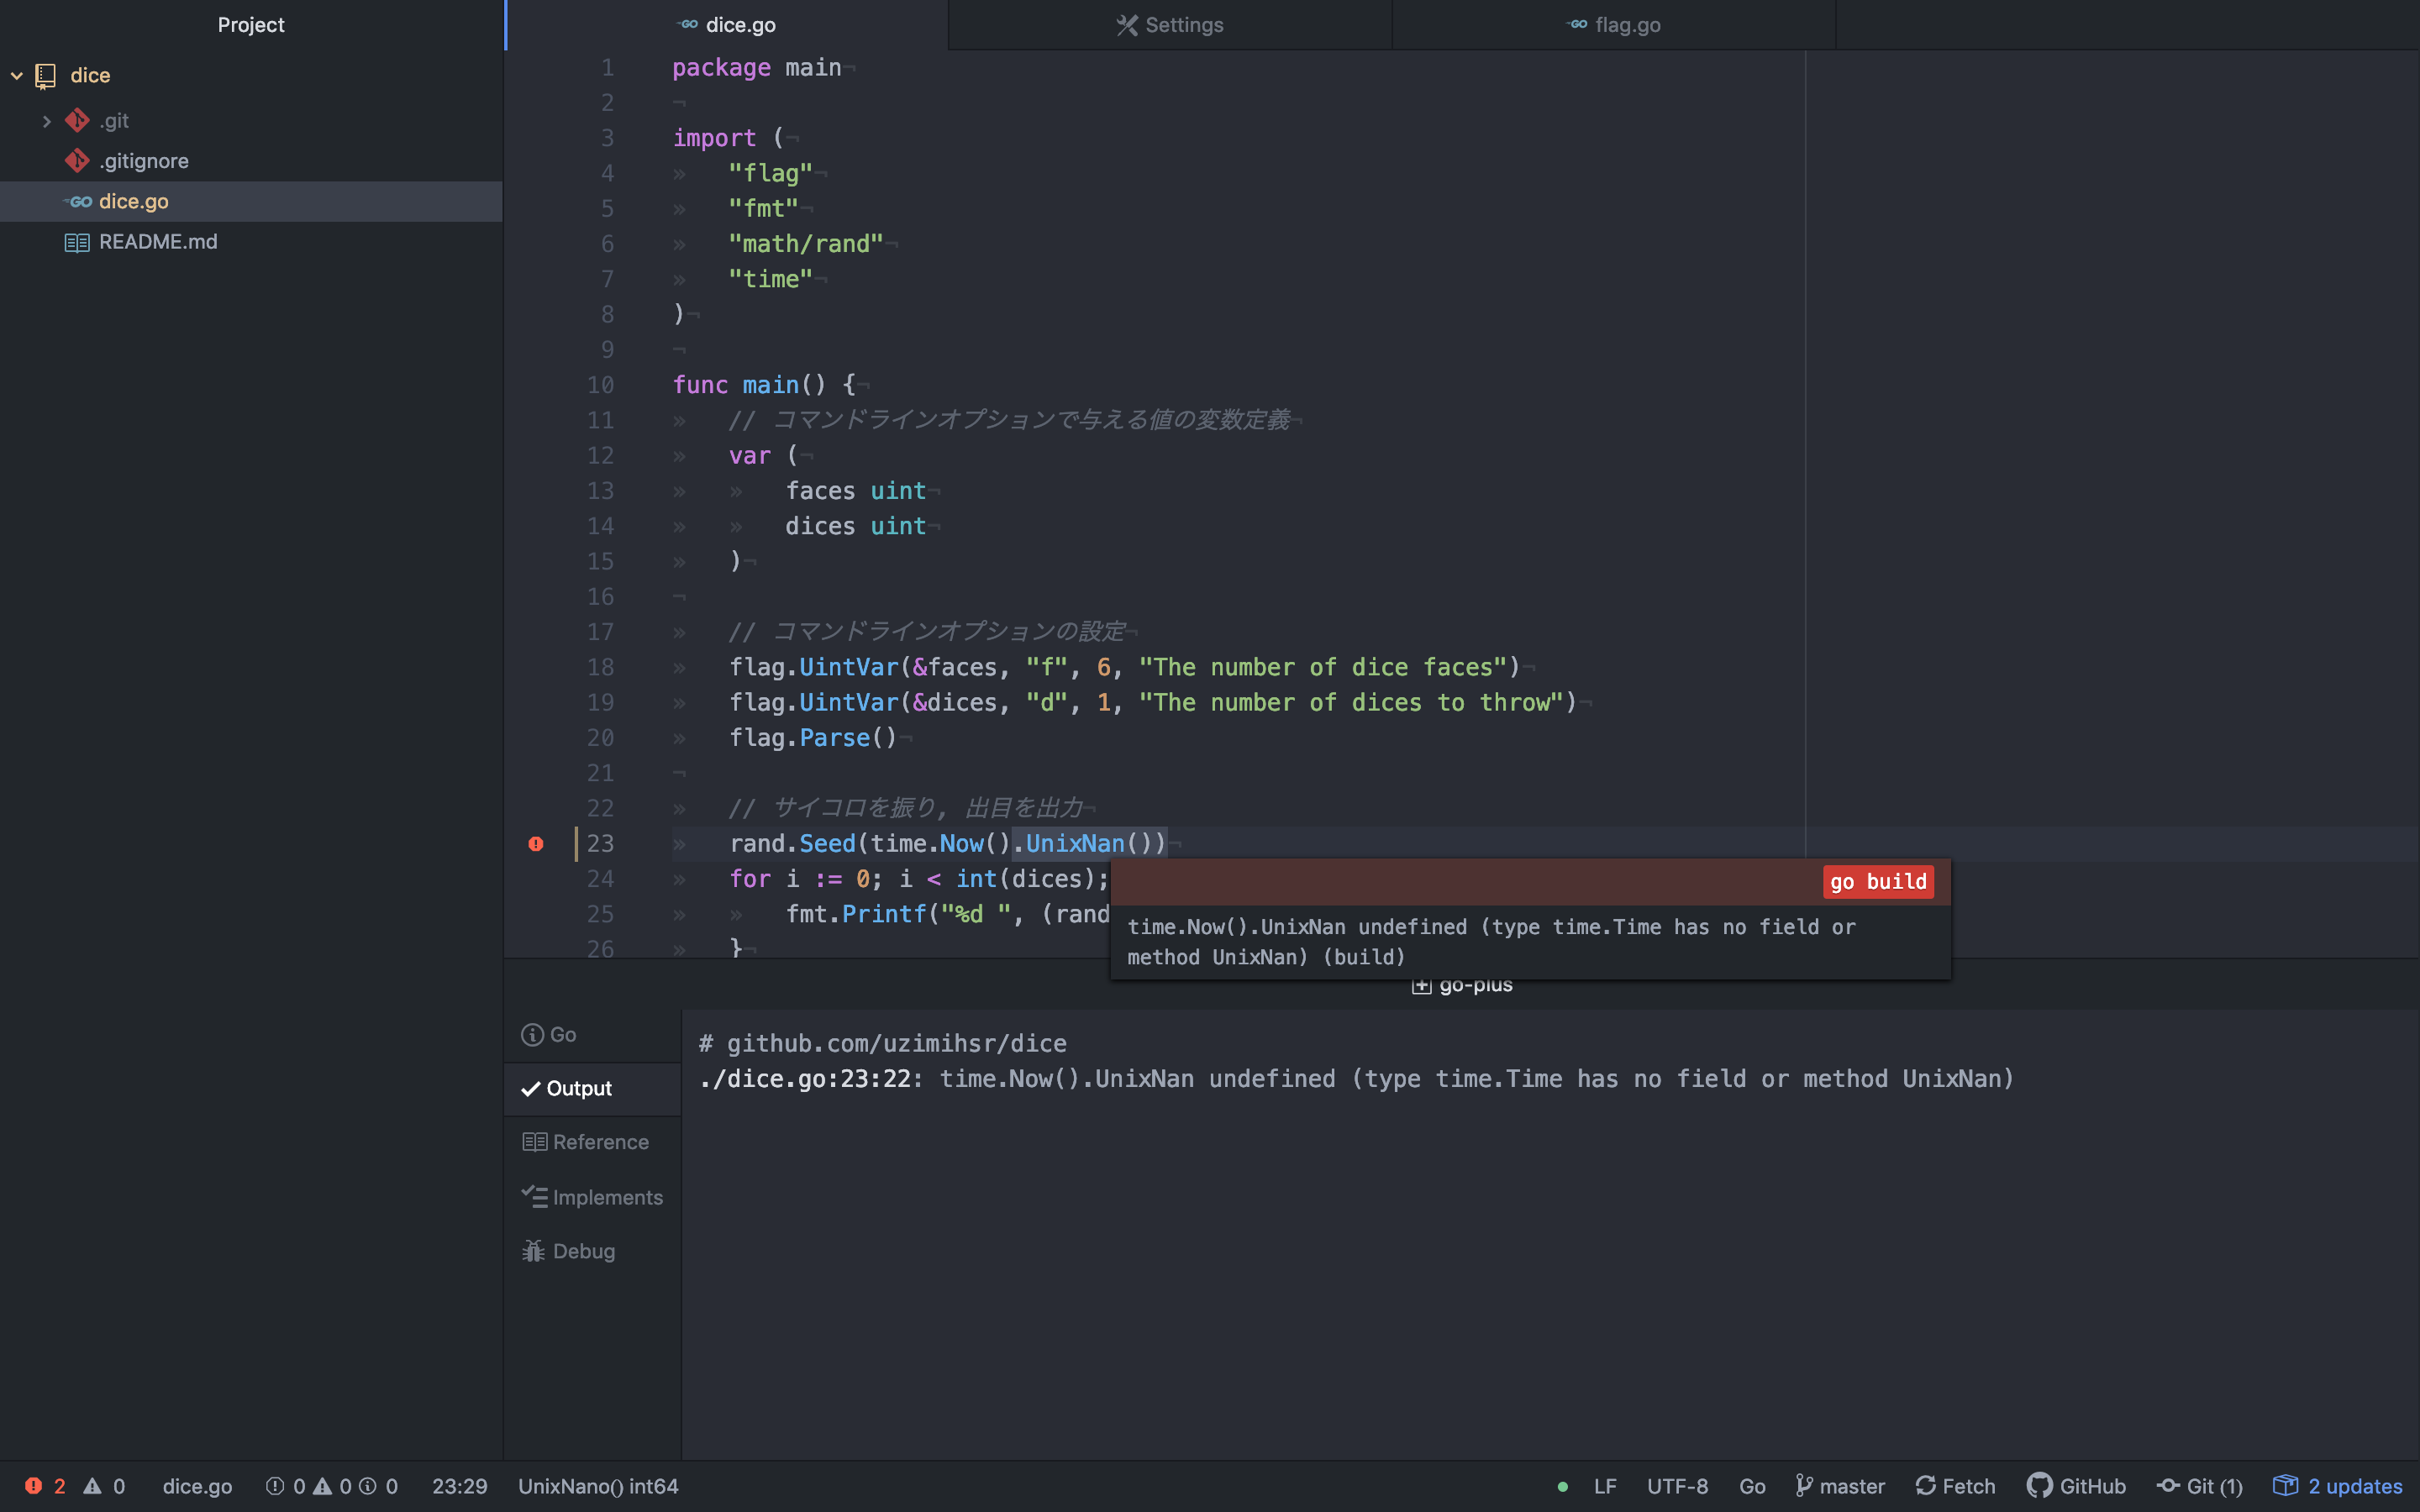 Project
dice
.git
.gitignore
GO dice.go
README.md
GO dice.go
Settings
GO flag.go
1 package main¬
2 ¬
3 import (¬
4 » "flag"¬
5 » "fmt"¬
6 » "math/rand"¬
7 » "time"¬
8 )¬
9 ¬
10 func main() {¬
11 » // コマンドラインオプションで与える値の変数定義¬
12 » var (¬
13 » » faces uint¬
14 » » dices uint¬
15 » )¬
16 ¬
17 » // コマンドラインオプションの設定¬
18 » flag.UintVar(&faces, "f", 6, "The number of dice faces")¬
19 » flag.UintVar(&dices, "d", 1, "The number of dices to throw")¬
20 » flag.Parse()¬
21 ¬
22 » // サイコロを振り, 出目を出力¬
23 » rand.Seed(time.Now().UnixNan())¬
24 » for i := 0; i < int(dices);
25 » » fmt.Printf("%d ", (rand
26 » }¬
go build
time.Now().UnixNan undefined (type time.Time has no field or
method UnixNan) (build)
go-plus
Go
Output
Reference
Implements
Debug
# github.com/uzimihsr/dice
./dice.go:23:22: time.Now().UnixNan undefined (type time.Time has no field or method UnixNan)
2 0 dice.go 0 0 0 23:29 UnixNano() int64 LF UTF-8 Go master Fetch GitHub Git (1) 2 updates